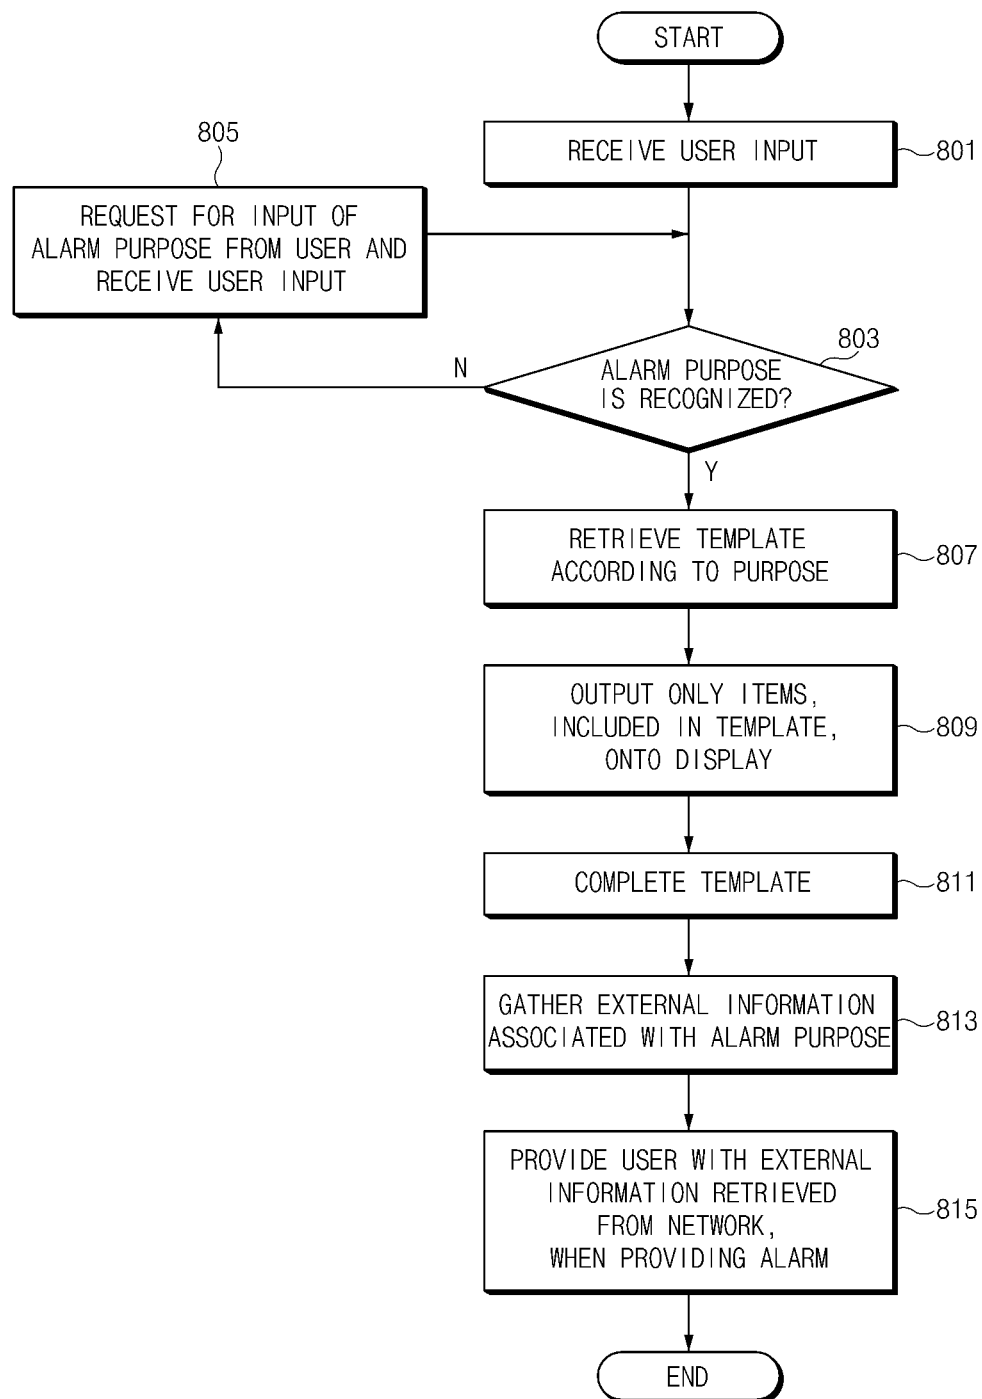 START
RECEIVE USER INPUT
801
805
REQUEST FOR INPUT OF
ALARM PURPOSE FROM USER AND
RECEIVE USER INPUT
803
ALARM PURPOSE
IS RECOGNIZED?
N
Y
RETRIEVE TEMPLATE
ACCORDING TO PURPOSE
807
OUTPUT ONLY ITEMS,
INCLUDED IN TEMPLATE,
ONTO DISPLAY
809
COMPLETE TEMPLATE
811
GATHER EXTERNAL INFORMATION
ASSOCIATED WITH ALARM PURPOSE
813
PROVIDE USER WITH EXTERNAL
INFORMATION RETRIEVED
FROM NETWORK,
WHEN PROVIDING ALARM
815
END